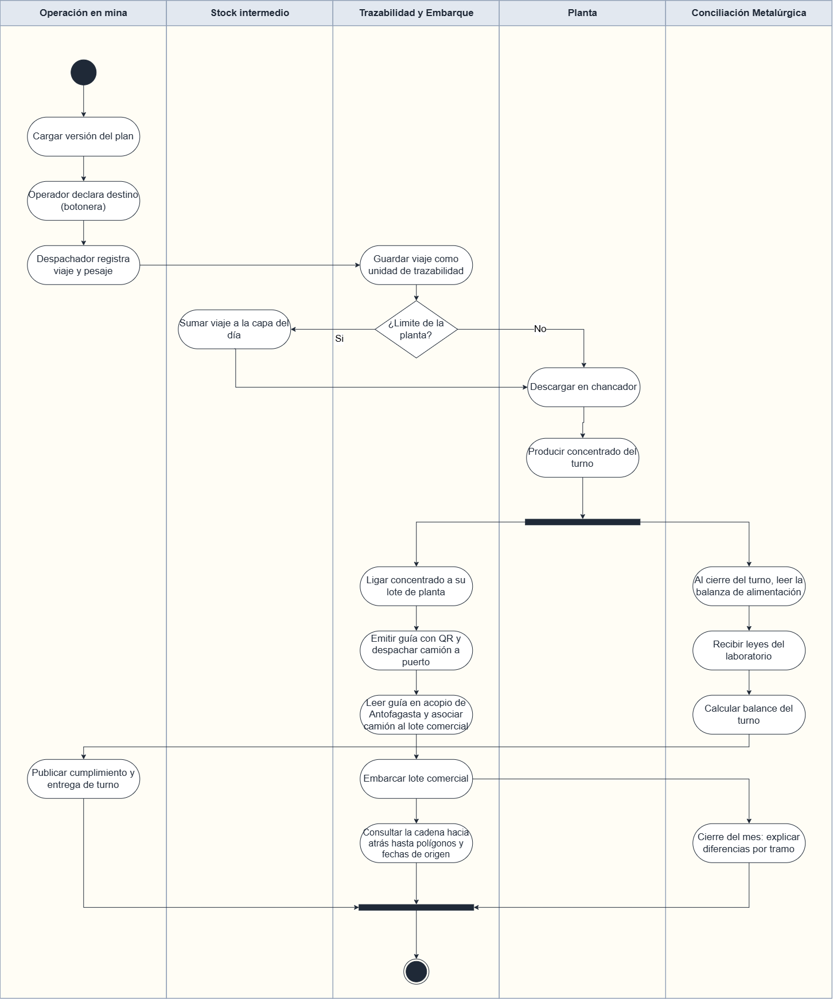 Operación en mina
Stock intermedio
Trazabilidad y Embarque
Planta
Conciliación Metalúrgica
Cargar versión del plan
Operador declara destino
(botonera)
Despachador registra
viaje y pesaje
Guardar viaje como
unidad de trazabilidad
Sumar viaje a la capa del
día
Si
¿Limite de la
planta?
No
Descargar en chancador
Producir concentrado del
turno
Ligar concentrado a su
lote de planta
Al cierre del turno, leer la
balanza de alimentación
Emitir guía con QR y
despachar camión a
puerto
Recibir leyes del
laboratorio
Leer guía en acopio de
Antofagasta y asociar
camión al lote comercial
Calcular balance del
turno
Publicar cumplimiento y
entrega de turno
Embarcar lote comercial
Consultar la cadena hacia
atrás hasta polígonos y
fechas de origen
Cierre del mes: explicar
diferencias por tramo